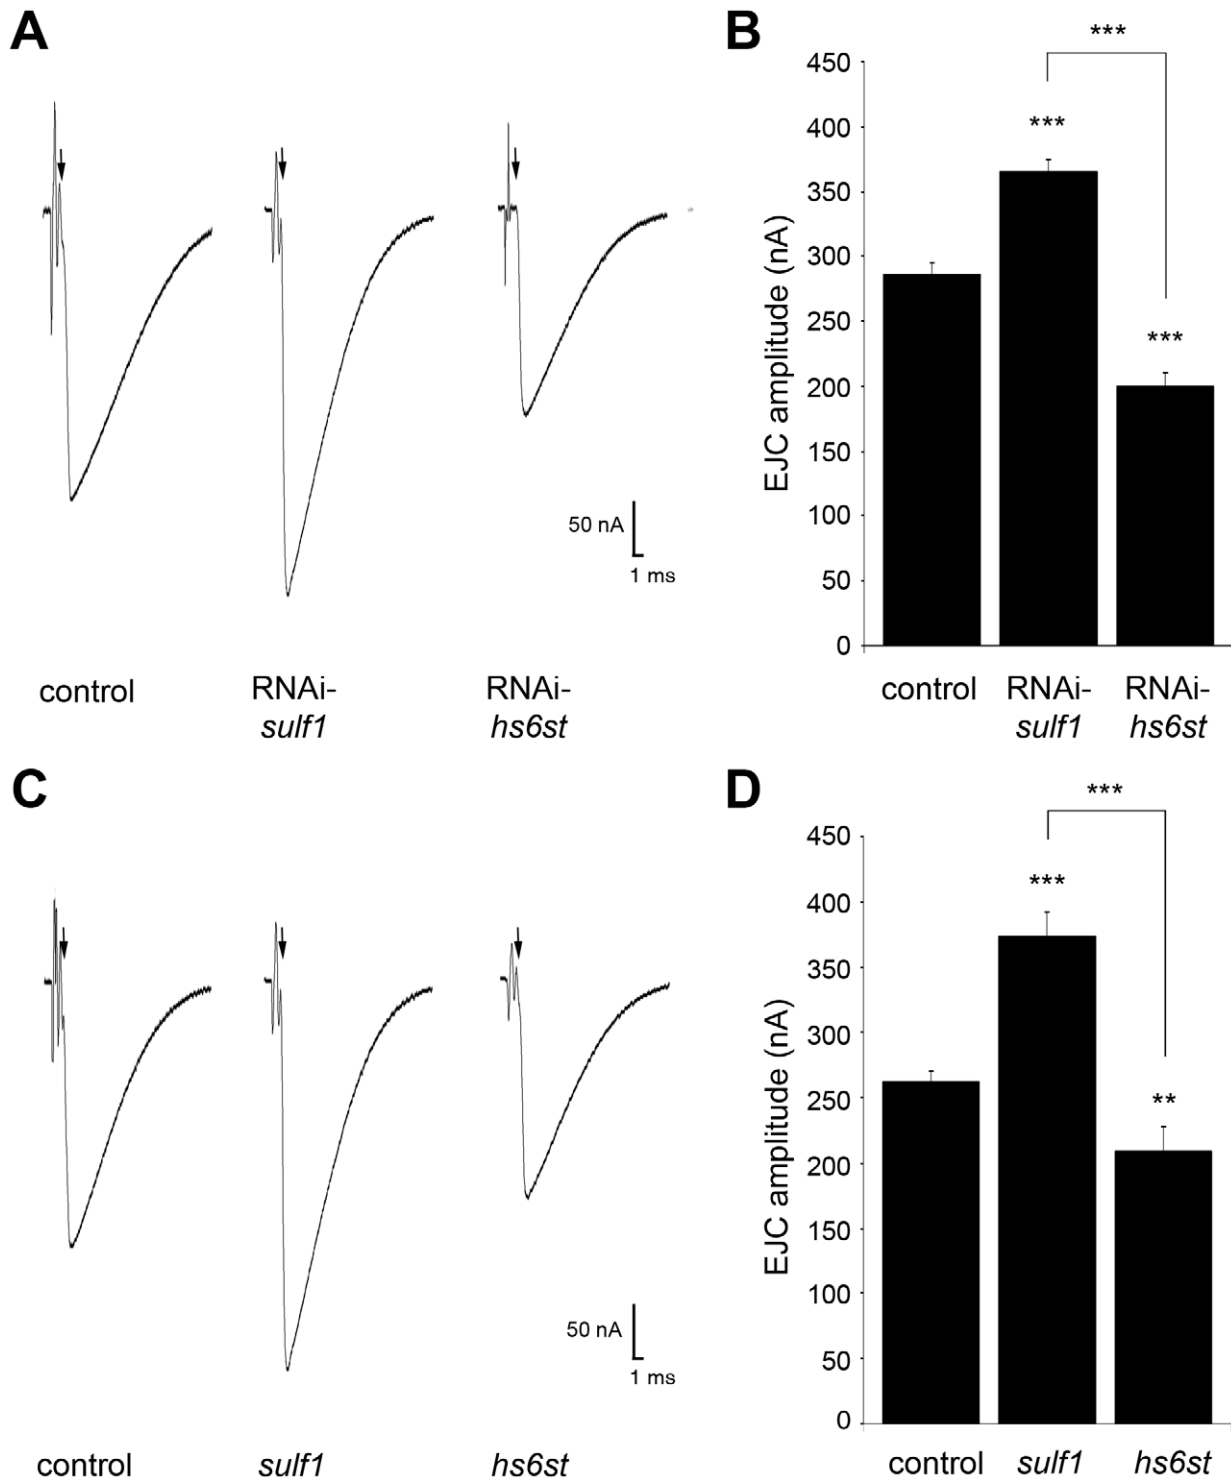 A
50 nA
1 ms
control
RNAi-
sulf1
RNAi-
hs6st
B
***
***
***
EJC amplitude (nA)
450
400
350
300
250
200
150
100
50
0
control
RNAi-
sulf1
RNAi-
hs6st
C
50 nA
1 ms
control
sulf1
hs6st
D
***
***
**
EJC amplitude (nA)
450
400
350
300
250
200
150
100
50
0
control
sulf1
hs6st